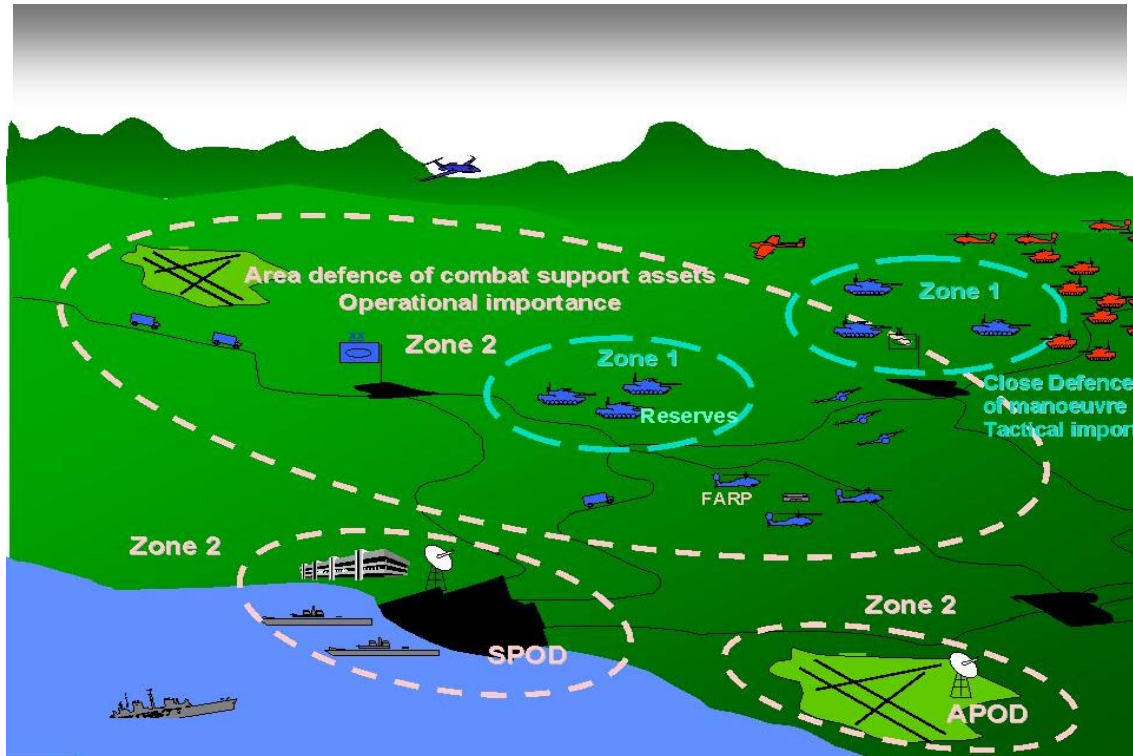 Area defence of combat support assets
Operational importance
Zone 2
Zone 1
Zone 1
Reserves
Close Defence
of manoeuvre
Tactical import
FARP
Zone 2
SPOD
Zone 2
APOD